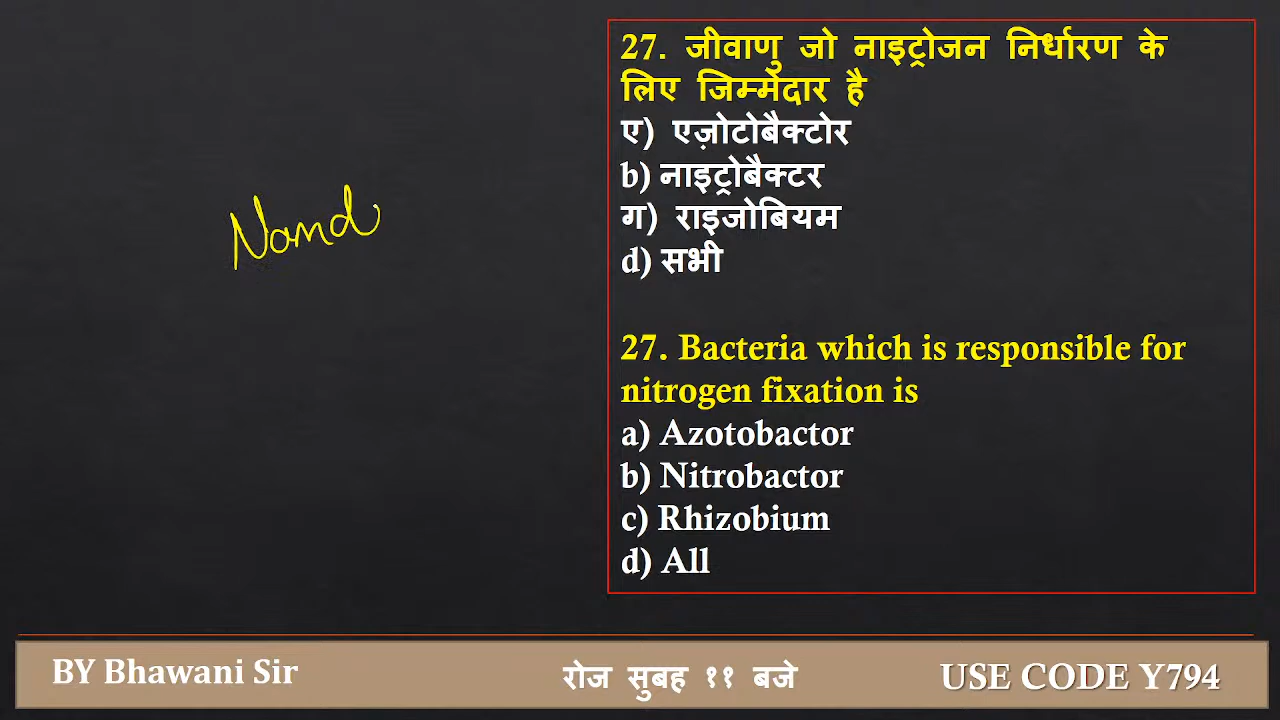 Nand
27. जीवाणु जो नाइट्रोजन निर्धारण के
लिए जिम्मेदार है
ए) एज़ोटोबैक्टोर
b) नाइट्रोबैक्टर
ग) राइजोबियम
d) सभी
27. Bacteria which is responsible for
nitrogen fixation is
a) Azotobactor
b) Nitrobactor
c) Rhizobium
d) All
BY Bhawani Sir
रोज सुबह ११ बजे
USE CODE Y794